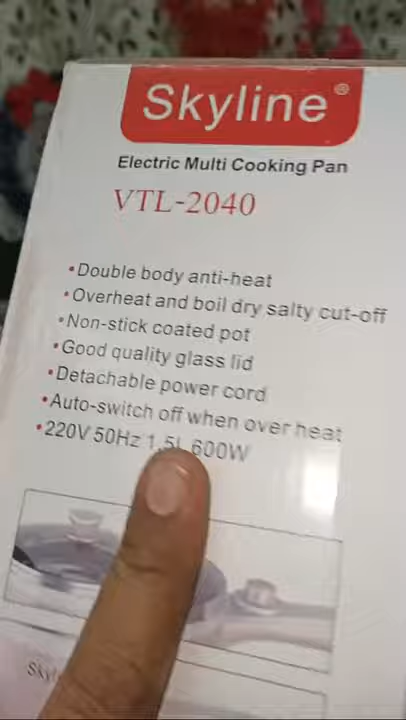 Skyline®
Electric Multi Cooking Pan
VTL-2040
•Double body anti-heat
•Overheat and boil dry salty cut-off
•Non-stick coated pot
•Good quality glass lid
•Detachable power cord
•Auto-switch off when over heat
•220V 50Hz 1.5L 600W